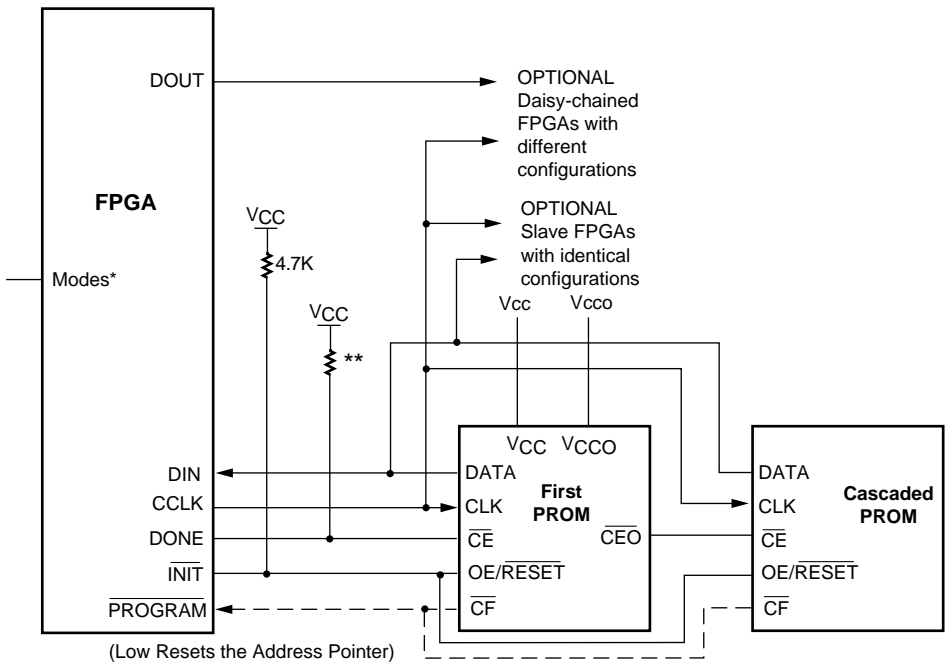 DOUT
OPTIONAL
Daisy-chained
FPGAs with
different
configurations
FPGA
VCC
4.7K
OPTIONAL
Slave FPGAs
with identical
configurations
Modes*
VCC
**
Vcc
Vcco
VCC
VCCO
DIN
CCLK
DONE
INIT
PROGRAM
DATA
CLK
CE
OE/RESET
CF
First
PROM
CEO
DATA
CLK
CE
OE/RESET
CF
Cascaded
PROM
(Low Resets the Address Pointer)